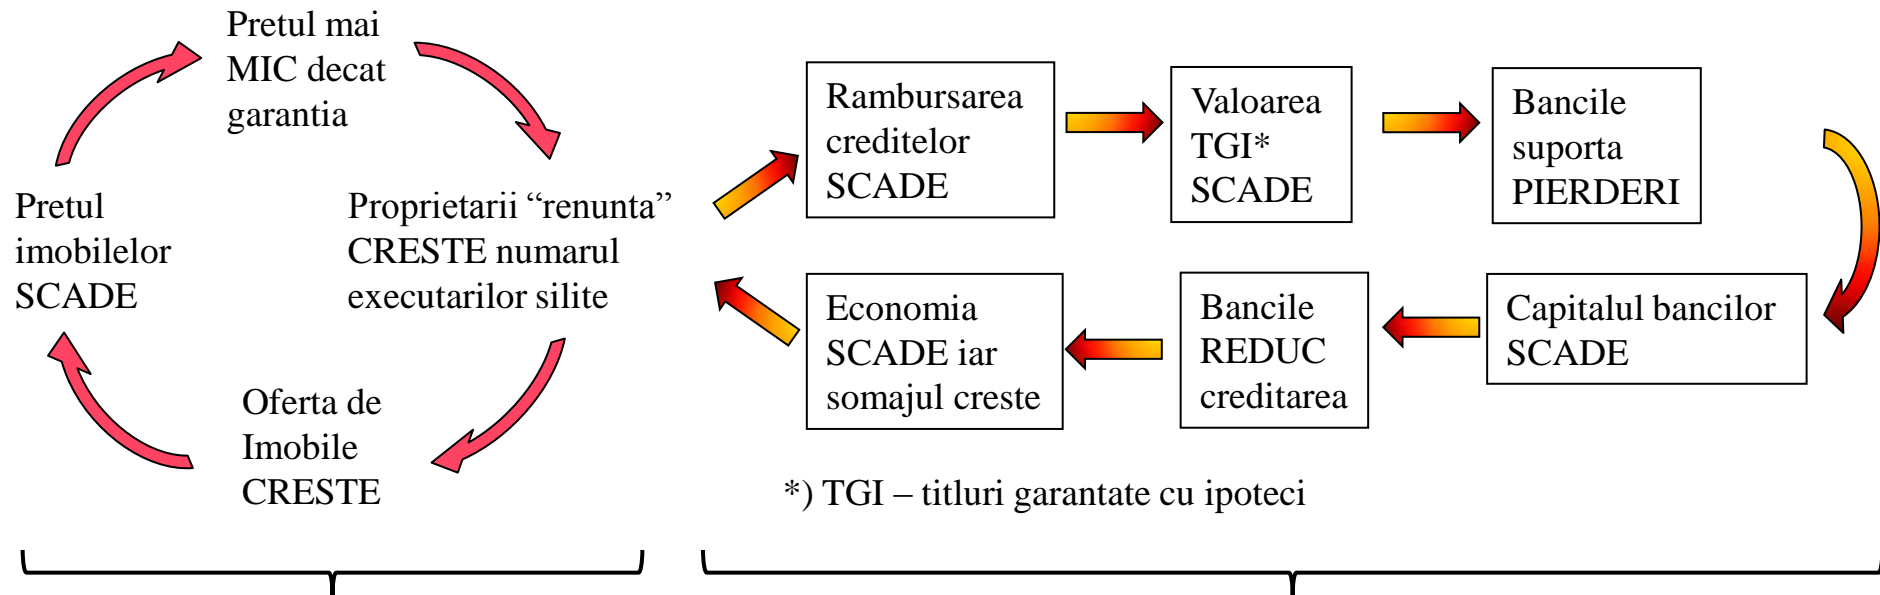 Pretul mai
MIC decat
garantia
Pretul
imobilelor
SCADE
Proprietarii “renunta”
CRESTE numarul
executarilor silite
Oferta de
Imobile
CRESTE
Rambursarea
creditelor
SCADE
Valoarea
TGI*
SCADE
Bancile
suporta
PIERDERI
Capitalul bancilor
SCADE
Bancile
REDUC
creditarea
Economia
SCADE iar
somajul creste
*) TGI – titluri garantate cu ipoteci